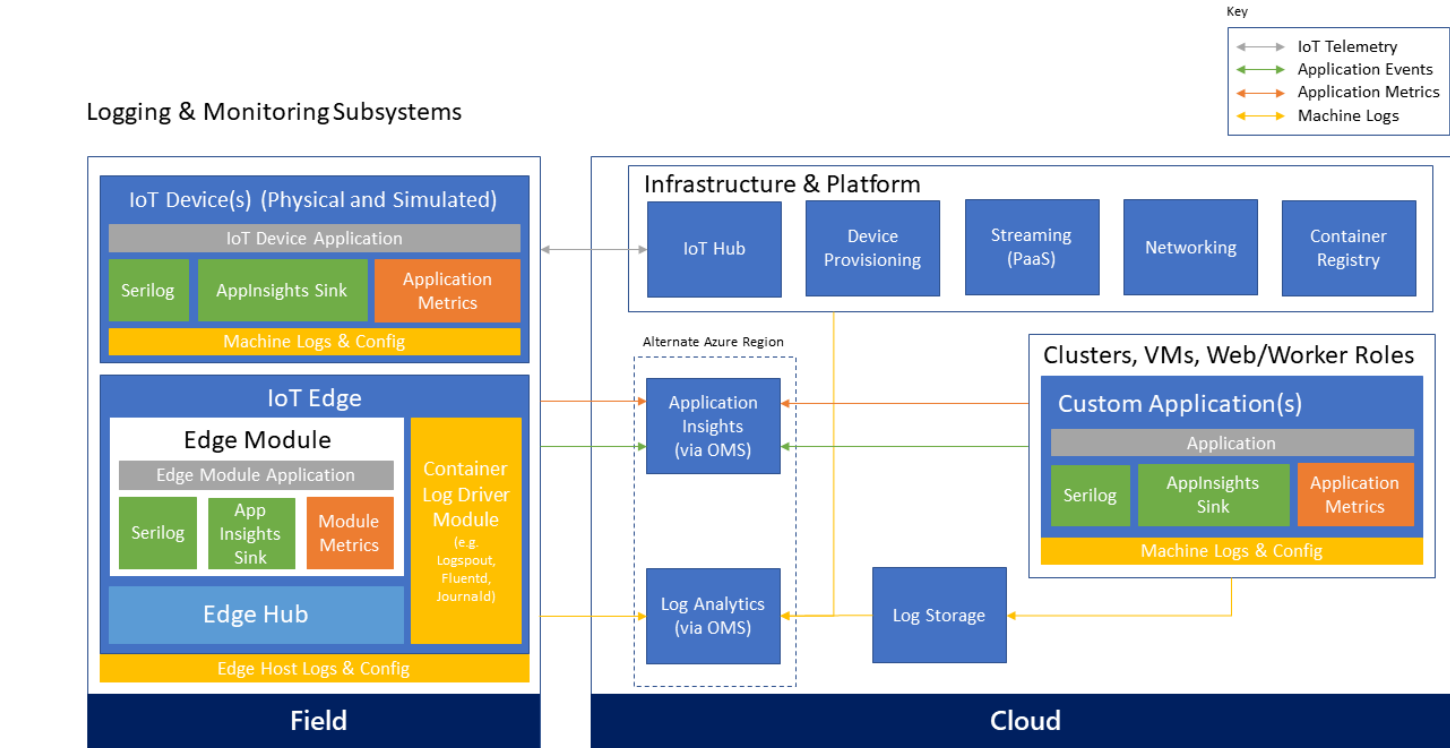 Key
IoT Telemetry
Application Events
Application Metrics
Machine Logs
Logging & Monitoring Subsystems
IoT Device(s) (Physical and Simulated)
IoT Device Application
Serilog
AppInsights Sink
Application
Metrics
Machine Logs & Config
IoT Edge
Edge Module
Edge Module Application
Serilog
App
Insights
Sink
Module
Metrics
Container
Log Driver
Module
(e.g.
Logspout,
Fluentd,
Journald)
Edge Hub
Edge Host Logs & Config
Field
Infrastructure & Platform
IoT Hub
Device
Provisioning
Streaming
(PaaS)
Networking
Container
Registry
Alternate Azure Region
Application
Insights
(via OMS)
Log Analytics
(via OMS)
Log Storage
Clusters, VMs, Web/Worker Roles
Custom Application(s)
Application
Serilog
AppInsights
Sink
Application
Metrics
Machine Logs & Config
Cloud